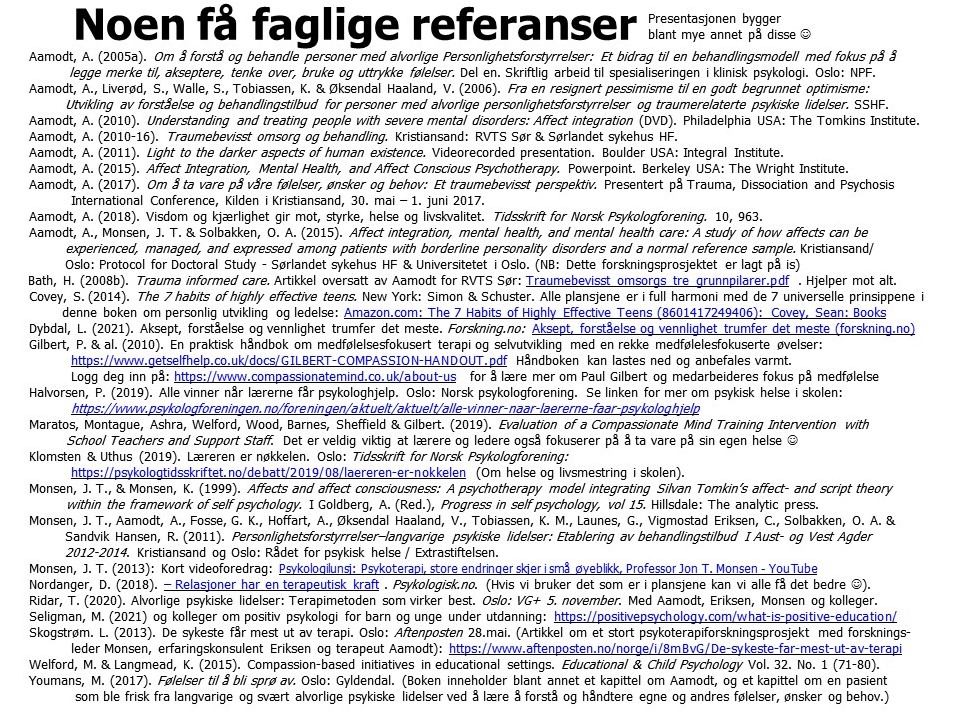 Noen få faglige referanser
Presentasjonen bygger
blant mye annet på disse ☺
Aamodt, A. (2005a). Om å forstå og behandle personer med alvorlige Personlighetsforstyrrelser: Et bidrag til en behandlingsmodell med fokus på å
legge merke til, akseptere, tenke over, bruke og uttrykke følelser. Del en. Skriftlig arbeid til spesialiseringen i klinisk psykologi. Oslo: NPF.
Aamodt, A., Liverød, S., Walle, S., Tobiassen, K. & Øksendal Haaland, V. (2006). Fra en resignert pessimisme til en godt begrunnet optimisme:
Utvikling av forståelse og behandlingstilbud for personer med alvorlige personlighetsforstyrrelser og traumerelaterte psykiske lidelser. SSHF.
Aamodt, A. (2010). Understanding and treating people with severe mental disorders: Affect integration (DVD). Philadelphia USA: The Tomkins Institute.
Aamodt, A. (2010-16). Traumebevisst omsorg og behandling. Kristiansand: RVTS Sør & Sørlandet sykehus HF.
Aamodt, A. (2011). Light to the darker aspects of human existence. Videorecorded presentation. Boulder USA: Integral Institute.
Aamodt, A. (2015). Affect Integration, Mental Health, and Affect Conscious Psychotherapy. Powerpoint. Berkeley USA: The Wright Institute.
Aamodt, A. (2017). Om å ta vare på våre følelser, ønsker og behov: Et traumebevisst perspektiv. Presentert på Trauma, Dissociation and Psychosis
International Conference, Kilden i Kristiansand, 30. mai – 1. juni 2017.
Aamodt, A. (2018). Visdom og kjærlighet gir mot, styrke, helse og livskvalitet. Tidsskrift for Norsk Psykologforening. 10, 963.
Aamodt, A., Monsen, J. T. & Solbakken, O. A. (2015). Affect integration, mental health, and mental health care: A study of how affects can be
experienced, managed, and expressed among patients with borderline personality disorders and a normal reference sample. Kristiansand/
Oslo: Protocol for Doctoral Study - Sørlandet sykehus HF & Universitetet i Oslo. (NB: Dette forskningsprosjektet er lagt på is)
Bath, H. (2008b). Trauma informed care. Artikkel oversatt av Aamodt for RVTS Sør: Traumebevisst_omsorgs_tre_grunnpilarer.pdf . Hjelper mot alt.
Covey, S. (2014). The 7 habits of highly effective teens. New York: Simon & Schuster. Alle plansjene er i full harmoni med de 7 universelle prinsippene i
denne boken om personlig utvikling og ledelse: Amazon.com: The 7 Habits of Highly Effective Teens (8601417249406): Covey, Sean: Books
Dybdal, L. (2021). Aksept, forståelse og vennlighet trumfer det meste. Forskning.no: Aksept, forståelse og vennlighet trumfer det meste (forskning.no)
Gilbert, P. & al. (2010). En praktisk håndbok om medfølelsesfokusert terapi og selvutvikling med en rekke medfølelesfokuserte øvelser:
https://www.getselfhelp.co.uk/docs/GILBERT-COMPASSION-HANDOUT.pdf Håndboken kan lastes ned og anbefales varmt.
Logg deg inn på: https://www.compassionatemind.co.uk/about-us for å lære mer om Paul Gilbert og medarbeideres fokus på medfølelse
Halvorsen, P. (2019). Alle vinner når lærerne får psykologhjelp. Oslo: Norsk psykologforening. Se linken for mer om psykisk helse i skolen:
https://www.psykologforeningen.no/foreningen/aktuelt/aktuelt/alle-vinner-naar-laererne-faar-psykologhjelp
Maratos, Montague, Ashra, Welford, Wood, Barnes, Sheffield & Gilbert. (2019). Evaluation of a Compassionate Mind Training Intervention with
School Teachers and Support Staff. Det er veldig viktig at lærere og ledere også fokuserer på å ta vare på sin egen helse ☺
Klomsten & Uthus (2019). Læreren er nøkkelen. Oslo: Tidsskrift for Norsk Psykologforening:
https://psykologtidsskriftet.no/debatt/2019/08/laereren-er-nokkelen (Om helse og livsmestring i skolen).
Monsen, J. T., & Monsen, K. (1999). Affects and affect consciousness: A psychotherapy model integrating Silvan Tomkin's affect- and script theory
within the framework of self psychology. I Goldberg, A. (Red.), Progress in self psychology, vol 15. Hillsdale: The analytic press.
Monsen, J. T., Aamodt, A., Fosse, G. K., Hoffart, A., Øksendal Haaland, V., Tobiassen, K. M., Launes, G., Vigmostad Eriksen, C., Solbakken, O. A. &
Sandvik Hansen, R. (2011). Personlighetsforstyrrelser–langvarige psykiske lidelser: Etablering av behandlingstilbud I Aust- og Vest Agder
2012-2014. Kristiansand og Oslo: Rådet for psykisk helse / Extrastiftelsen.
Monsen, J. T. (2013): Kort videoforedrag: Psykologilunsj: Psykoterapi, store endringer skjer i små øyeblikk, Professor Jon T. Monsen - YouTube
Nordanger, D. (2018). – Relasjoner har en terapeutisk kraft . Psykologisk.no. (Hvis vi bruker det som er i plansjene kan vi alle få det bedre ☺).
Ridar, T. (2020). Alvorlige psykiske lidelser: Terapimetoden som virker best. Oslo: VG+ 5. november. Med Aamodt, Eriksen, Monsen og kolleger.
Seligman, M. (2021) og kolleger om positiv psykologi for barn og unge under utdanning: https://positivepsychology.com/what-is-positive-education/
Skogstrøm. L. (2013). De sykeste får mest ut av terapi. Oslo: Aftenposten 28.mai. (Artikkel om et stort psykoterapiforskningsprosjekt med forsknings-
leder Monsen, erfaringskonsulent Eriksen og terapeut Aamodt): https://www.aftenposten.no/norge/i/8mBvG/De-sykeste-far-mest-ut-av-terapi
Welford, M. & Langmead, K. (2015). Compassion-based initiatives in educational settings. Educational & Child Psychology Vol. 32. No. 1 (71-80).
Youmans, M. (2017). Følelser til å bli sprø av. Oslo: Gyldendal. (Boken inneholder blant annet et kapittel om Aamodt, og et kapittel om en pasient
som ble frisk fra langvarige og svært alvorlige psykiske lidelser ved å lære å forstå og håndtere egne og andres følelser, ønsker og behov.)